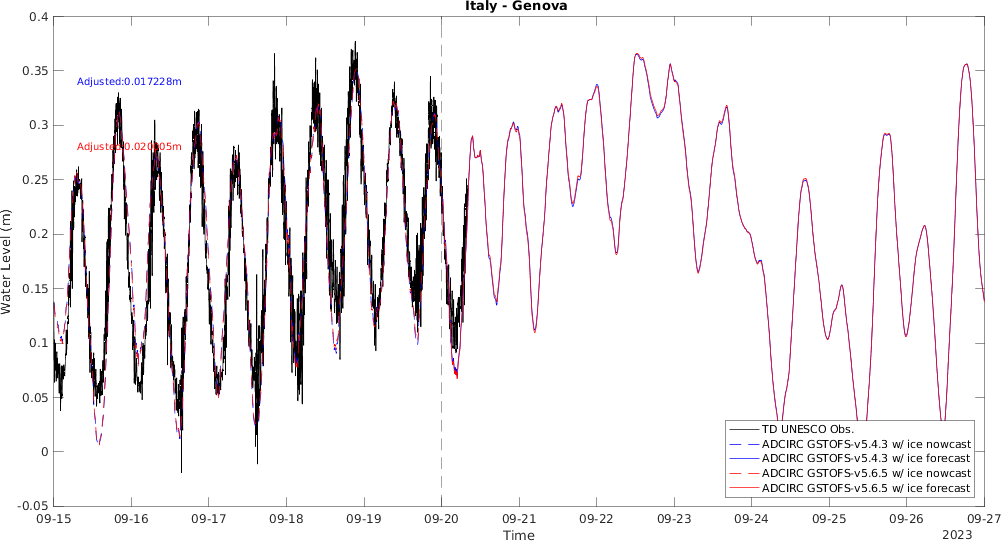 Italy - Genova
Water Level (m)
0.4
0.35
0.3
0.25
0.2
0.15
0.1
0.05
0
-0.05
Adjusted:0.017228m
TD UNESCO Obs.
ADCIRC GSTOFS-v5.4.3 w/ ice nowcast
ADCIRC GSTOFS-v5.4.3 w/ ice forecast
ADCIRC GSTOFS-v5.6.5 w/ ice nowcast
ADCIRC GSTOFS-v5.6.5 w/ ice forecast
09-15 09-16 09-17 09-18 09-19 09-20 09-21 09-22 09-23 09-24 09-25 09-26 09-27
Time
2023